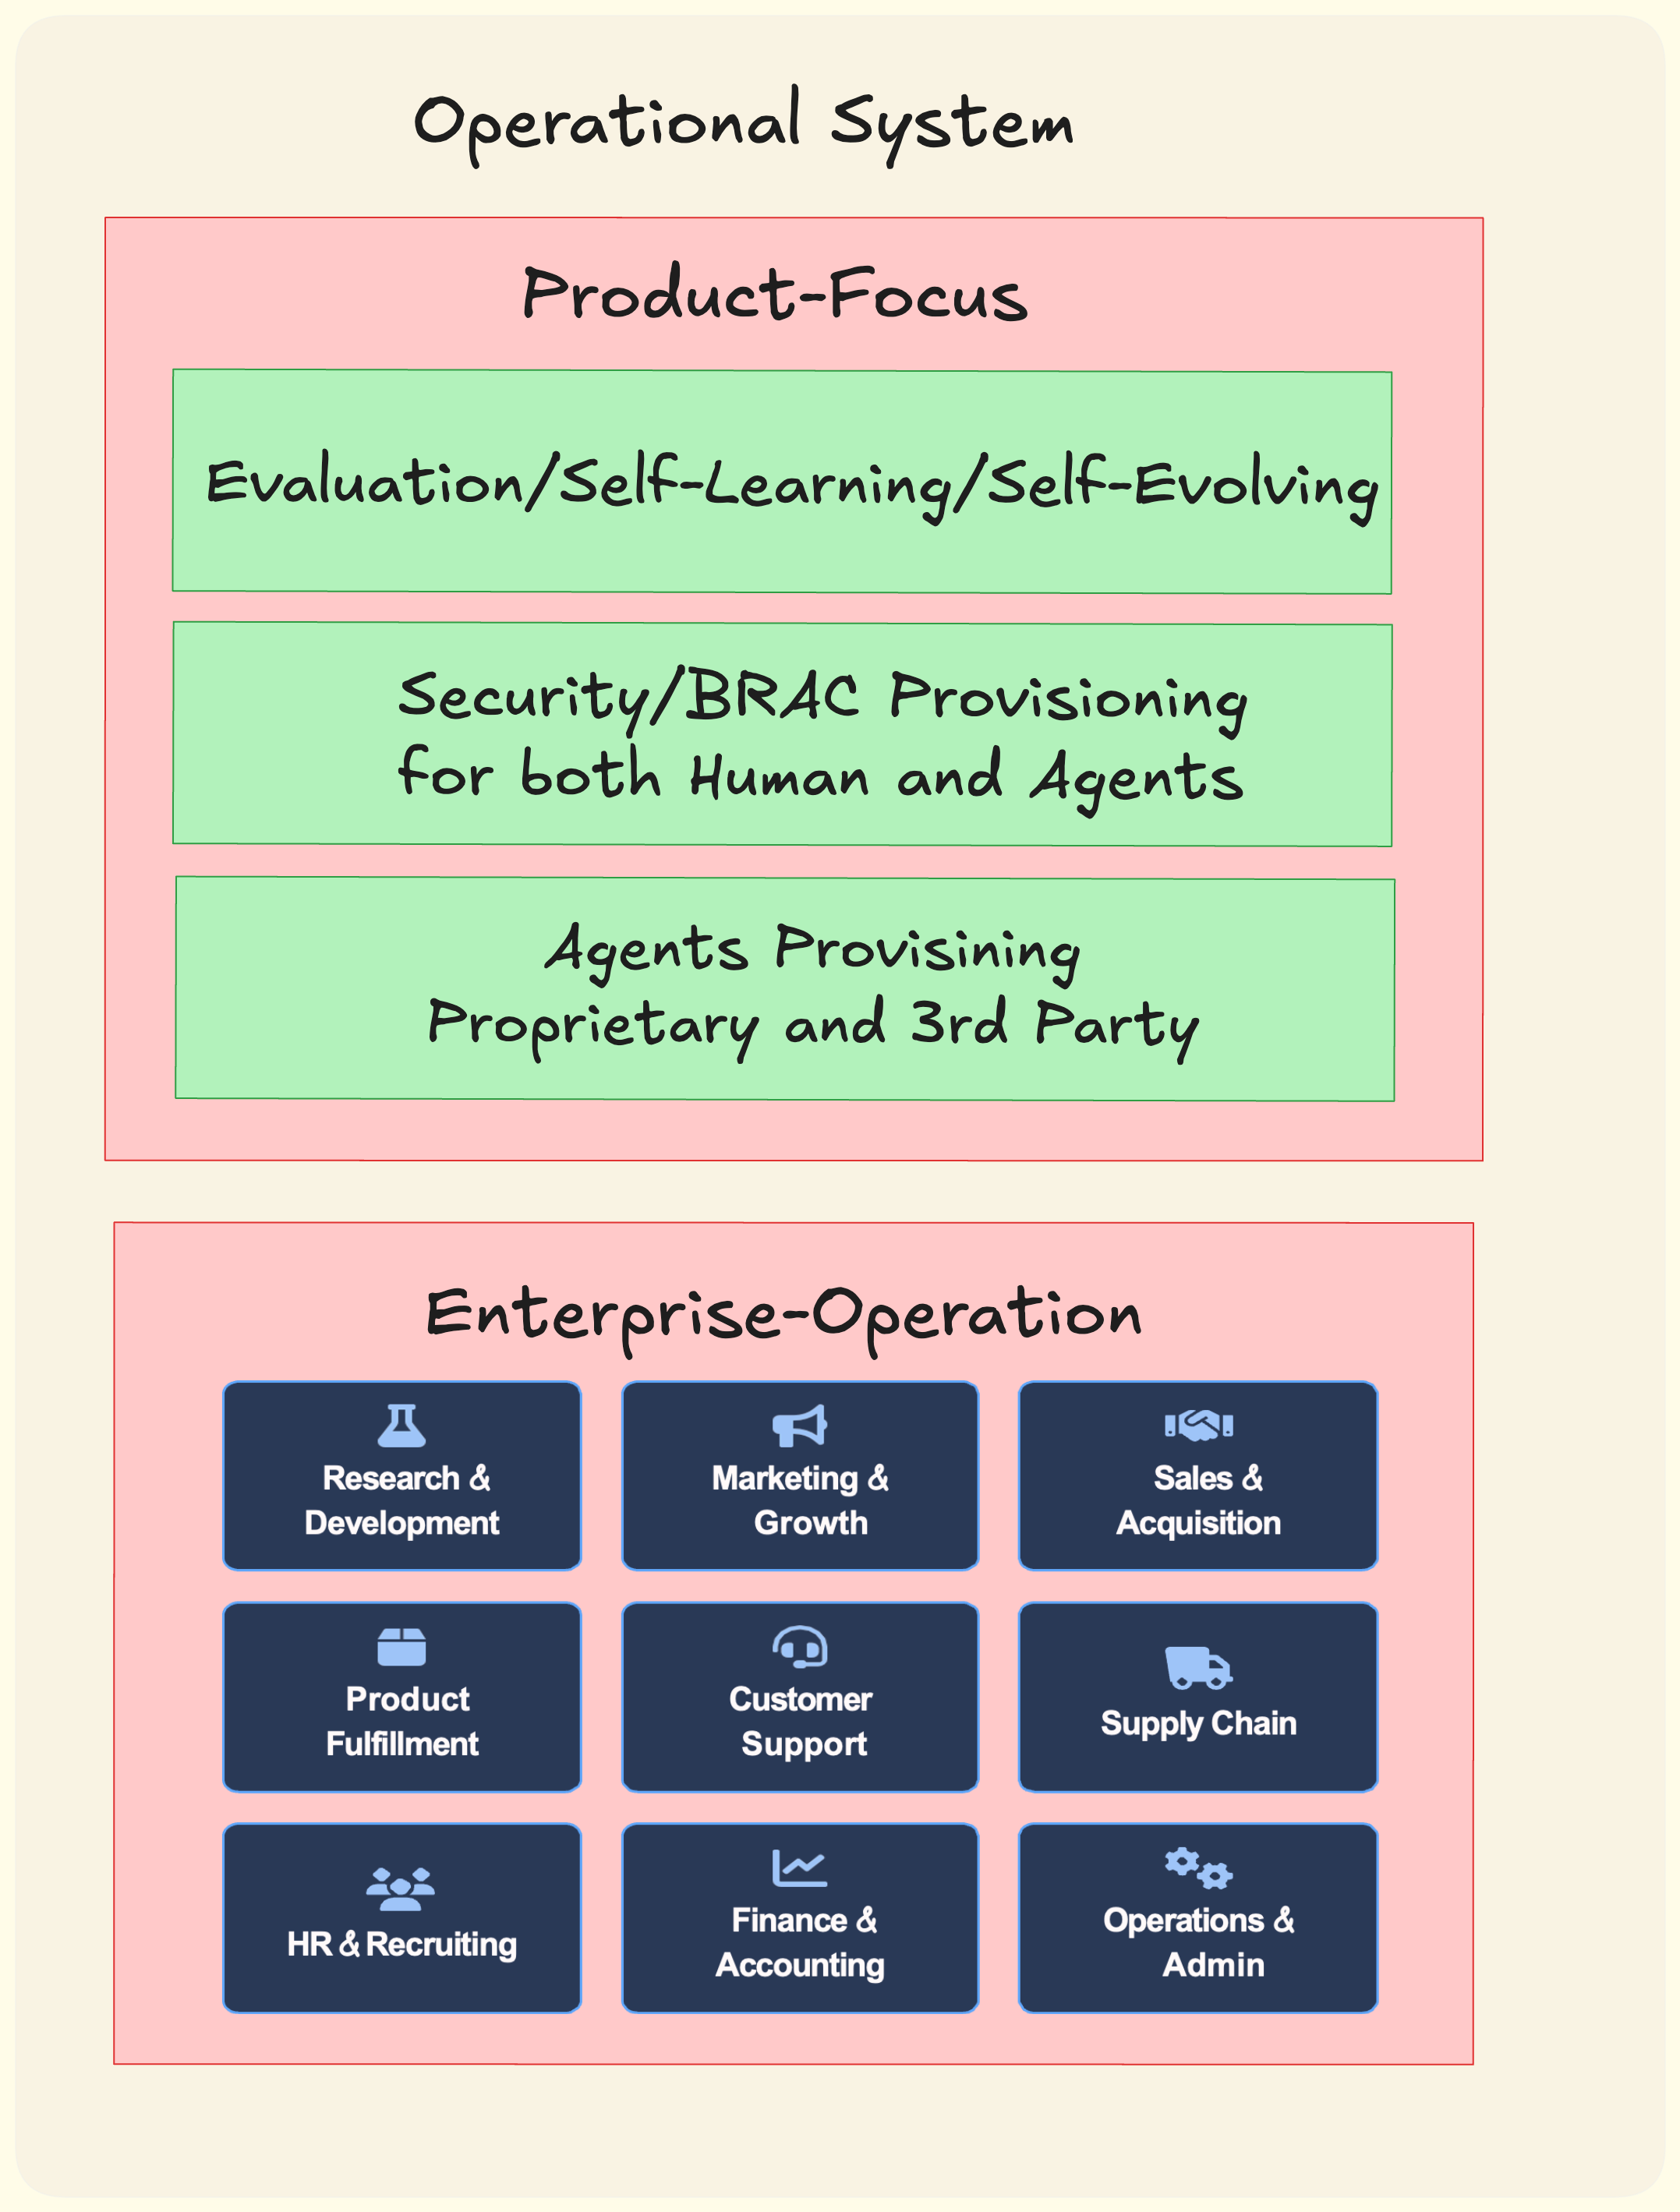 Operational System
Product-Focus
Evaluation/Self-Learning/Self-Evolving
Security/BRAC Provisioning
for both Human and Agents
Agents Provisining
Proprietary and 3rd Party
Enterprise-Operation
Research &
Development
Marketing &
Growth
Sales &
Acquisition
Product
Fulfillment
Customer
Support
Supply Chain
HR & Recruiting
Finance &
Accounting
Operations &
Admin